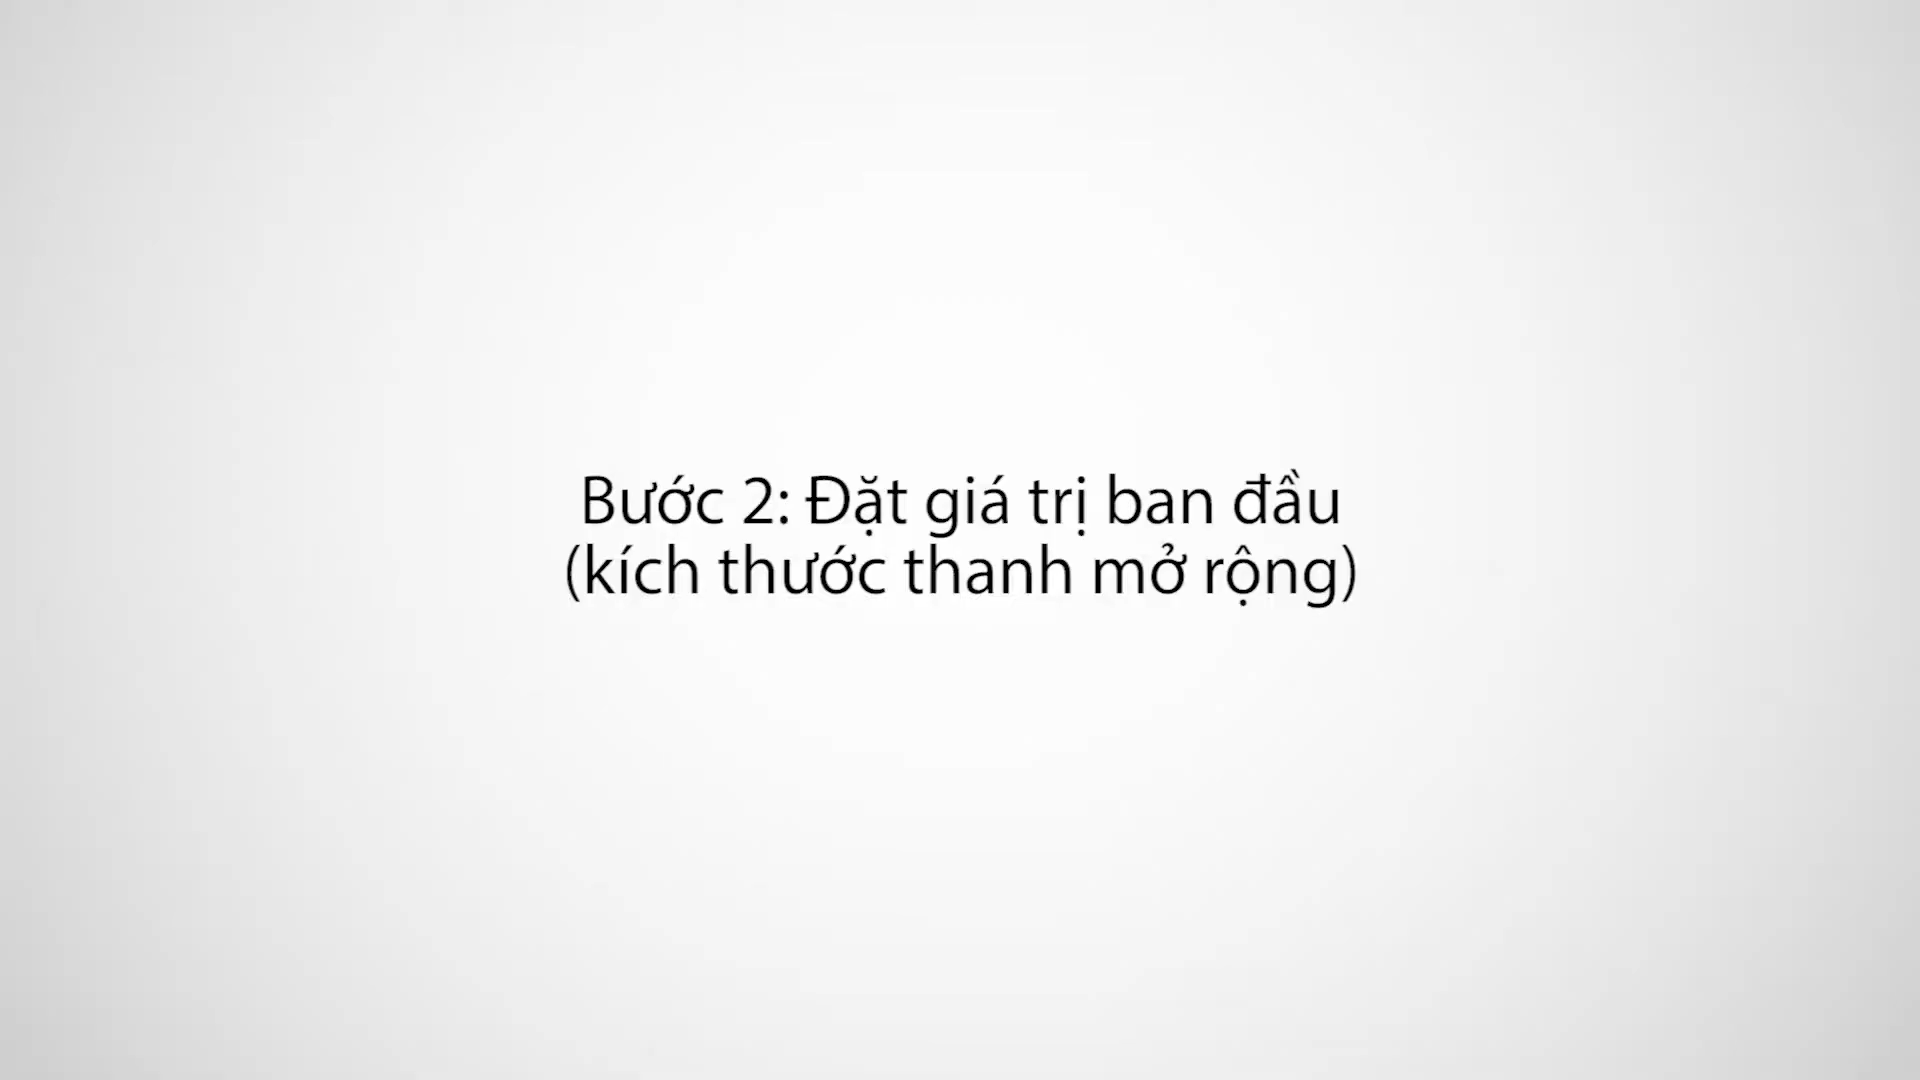 Bước 2: Đặt giá trị ban đầu
(kích thước thanh mở rộng)